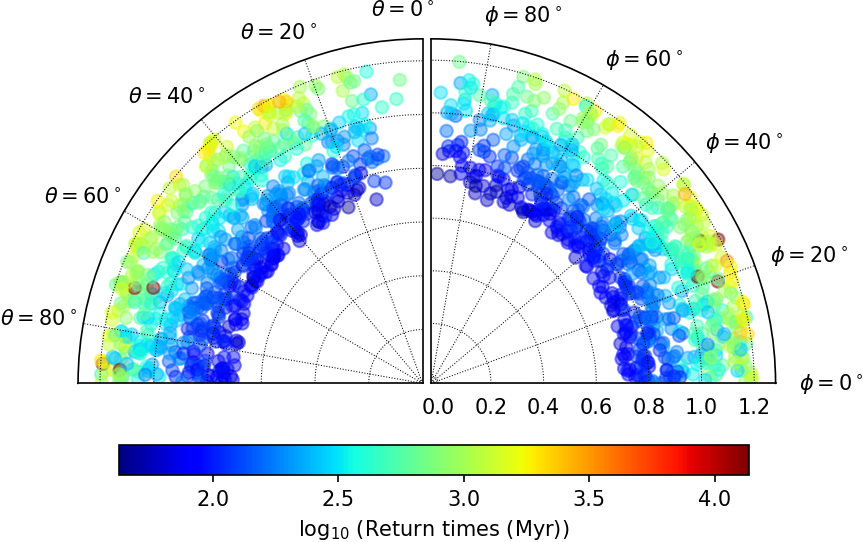 θ = 0°
θ = 20°
θ = 40°
θ = 60°
θ = 80°
ϕ = 80°
ϕ = 60°
ϕ = 40°
ϕ = 20°
ϕ = 0°
0.0 0.2 0.4 0.6 0.8 1.0 1.2
2.0 2.5 3.0 3.5 4.0
log₁₀ (Return times (Myr))